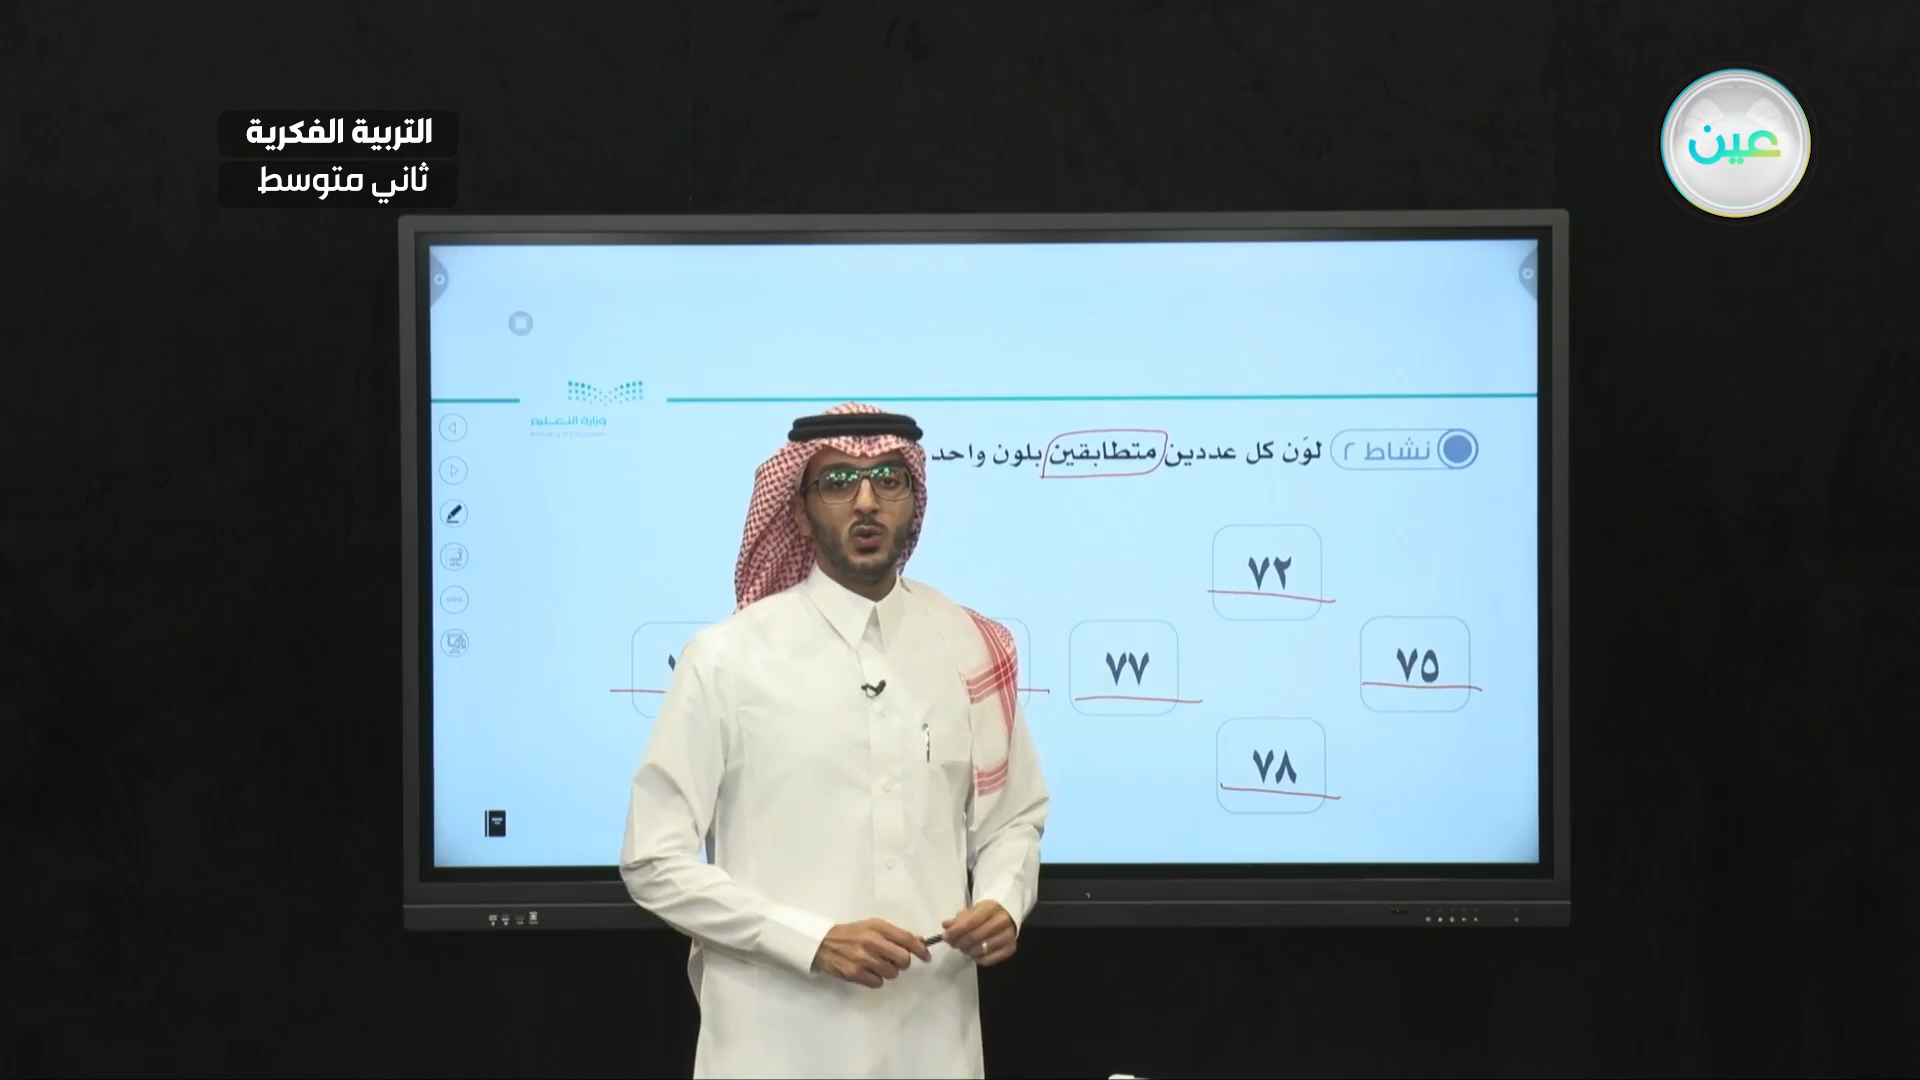 التربية الفكرية
ثاني متوسط
عين
وزارة التعليم
نشاط ٢
لوّن كل عددين متطابقين بلون واحد
٧٢
٧٧
٧٥
٧٨